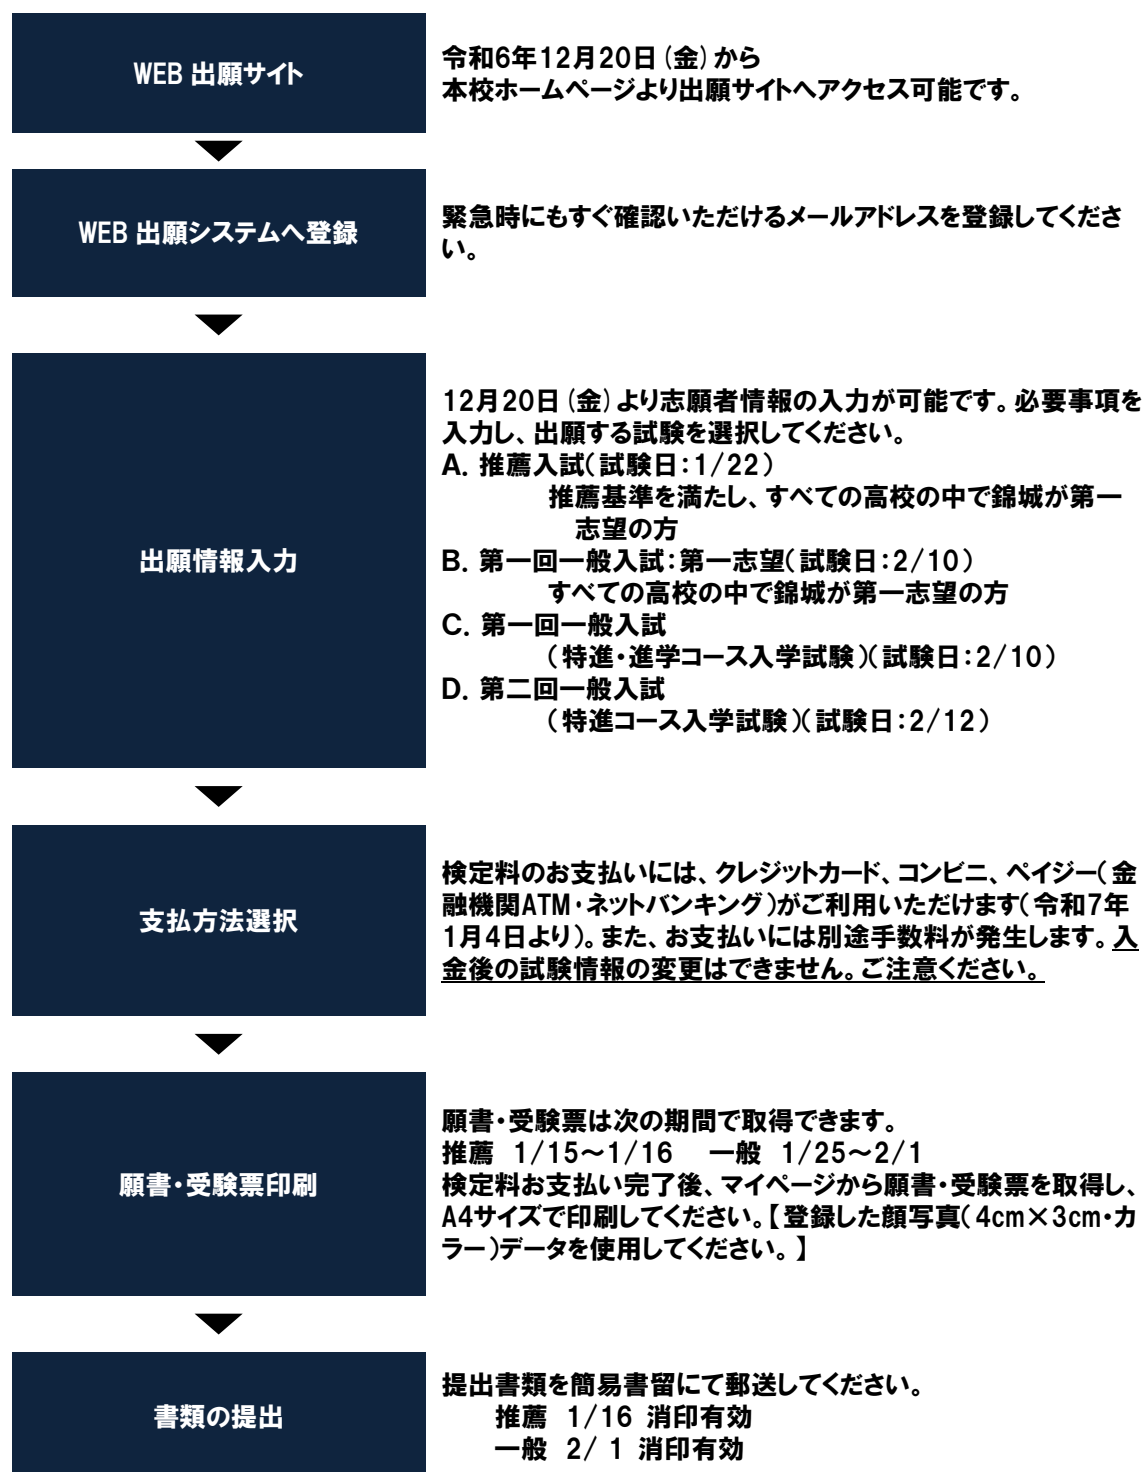 WEB 出願サイト
令和6年12月20日(金)から
本校ホームページより出願サイトへアクセス可能です。
WEB 出願システムへ登録
緊急時にもすぐ確認いただけるメールアドレスを登録してくださ
い。
出願情報入力
12月20日(金)より志願者情報の入力が可能です。必要事項を
入力し、出願する試験を選択してください。
A. 推薦入試(試験日:1/22)
推薦基準を満たし、すべての高校の中で錦城が第一
志望の方
B. 第一回一般入試:第一志望(試験日:2/10)
すべての高校の中で錦城が第一志望の方
C. 第一回一般入試
(特進・進学コース入学試験)(試験日:2/10)
D. 第二回一般入試
(特進コース入学試験)(試験日:2/12)
支払方法選択
検定料のお支払いには、クレジットカード、コンビニ、ペイジー(金
融機関ATM・ネットバンキング)がご利用いただけます(令和7年
1月4日より)。また、お支払いには別途手数料が発生します。入
金後の試験情報の変更はできません。ご注意ください。
願書・受験票印刷
願書・受験票は次の期間で取得できます。
推薦 1/15～1/16 一般 1/25～2/1
検定料お支払い完了後、マイページから願書・受験票を取得し、
A4サイズで印刷してください。【登録した顔写真(4cm×3cm・カ
ラー)データを使用してください。】
書類の提出
提出書類を簡易書留にて郵送してください。
推薦 1/16 消印有効
一般 2/ 1 消印有効